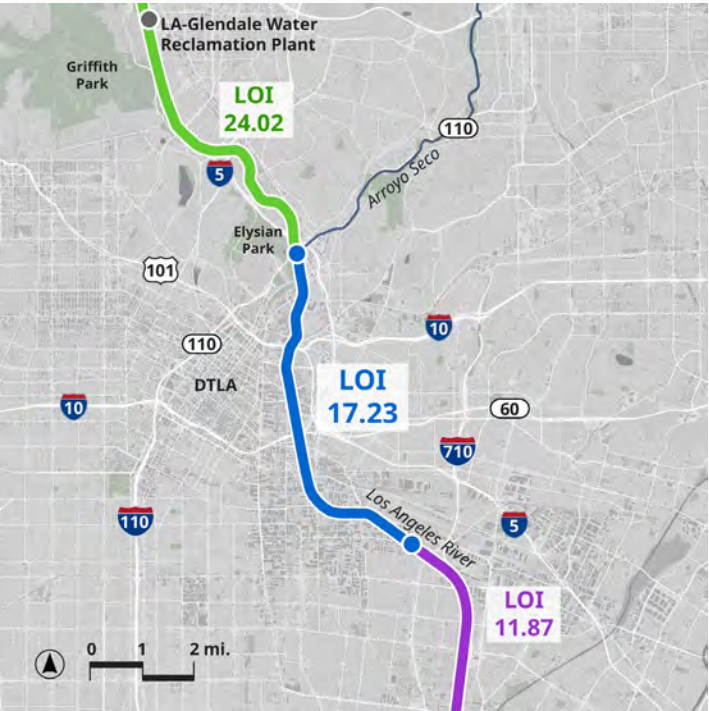 LA-Glendale Water
Reclamation Plant
Griffith
Park
LOI
24.02
110
5
Arroyo Seco
Elysian
Park
101
10
110
LOI
17.23
DTLA
10
60
710
Los Angeles River
110
5
LOI
11.87
0 1 2 mi.